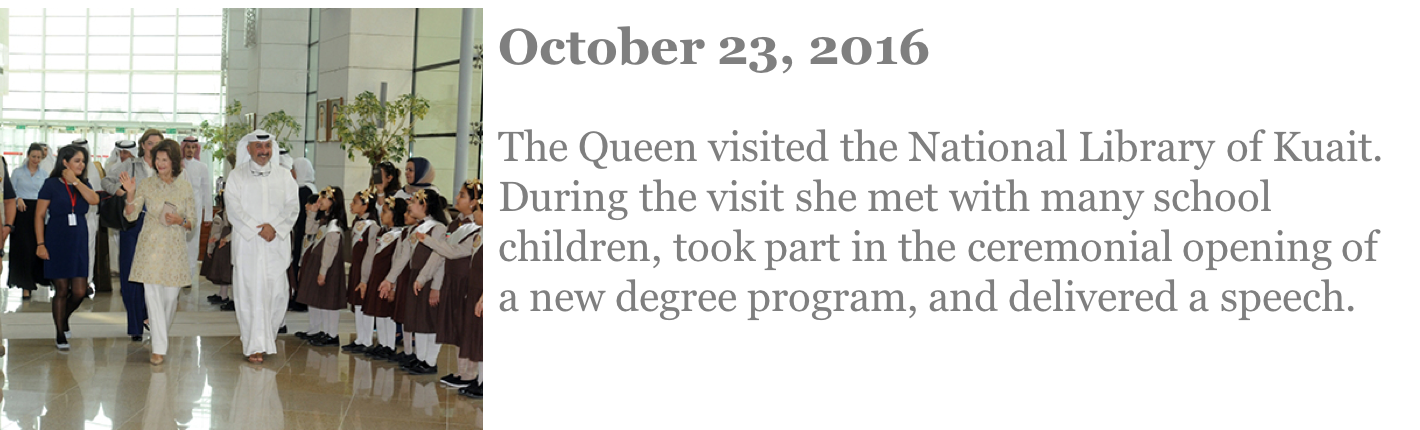 October 23, 2016
The Queen visited the National Library of Kuait.
During the visit she met with many school
children, took part in the ceremonial opening of
a new degree program, and delivered a speech.